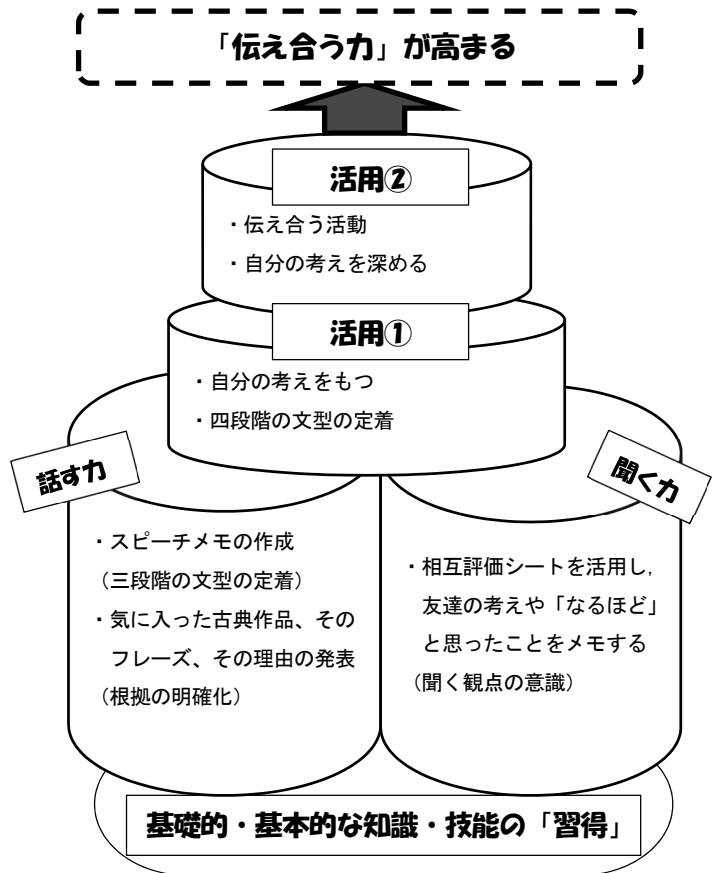 「伝え合う力」が高まる
活用②
・伝え合う活動
・自分の考えを深める
活用①
・自分の考えをもつ
・四段階の文型の定着
話す力
・スピーチメモの作成
(三段階の文型の定着)
・気に入った古典作品、その
フレーズ、その理由の発表
(根拠の明確化)
聞く力
・相互評価シートを活用し,
友達の考えや「なるほど」
と思ったことをメモする
(聞く観点の意識)
基礎的・基本的な知識・技能の「習得」